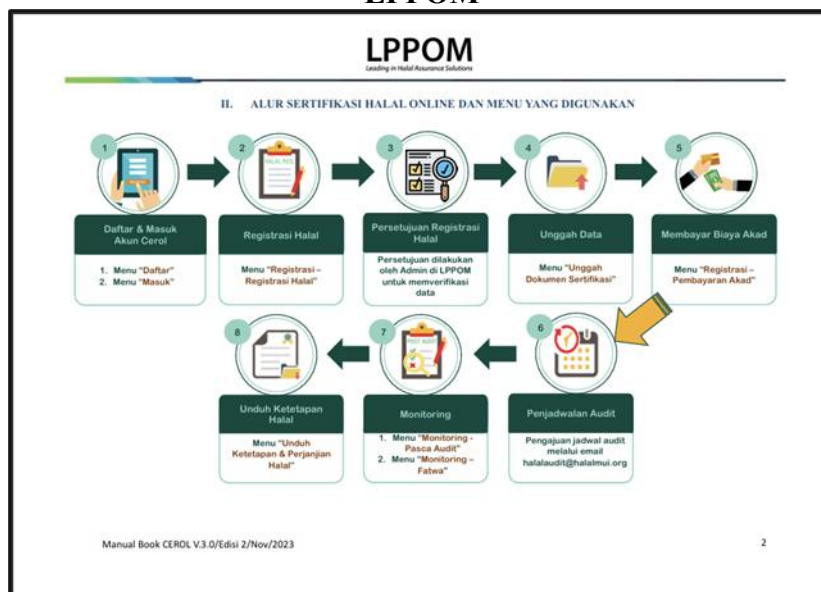 LPPOM
LPPOM
Leading in Halal Assurance Solutions
II. ALUR SERTIFIKASI HALAL ONLINE DAN MENU YANG DIGUNAKAN
1
2
3
4
5
HALAL REG.
Daftar & Masuk
Akun Cerol
1. Menu "Daftar"
2. Menu "Masuk"
Registrasi Halal
Menu "Registrasi –
Registrasi Halal"
Persetujuan Registrasi
Halal
Persetujuan dilakukan
oleh Admin di LPPOM
untuk memverifikasi
data
Unggah Data
Menu "Unggah
Dokumen Sertifikasi"
Membayar Biaya Akad
Menu "Registrasi –
Pembayaran Akad"
8
7
6
POST AUDIT
Unduh Ketetapan
Halal
Menu "Unduh
Ketetapan & Perjanjian
Halal"
Monitoring
1. Menu "Monitoring -
Pasca Audit"
2. Menu "Monitoring –
Fatwa"
Penjadwalan Audit
Pengajuan jadwal audit
melalui email
halalaudit@halalmui.org
Manual Book CEROL V.3.0/Edisi 2/Nov/2023
2